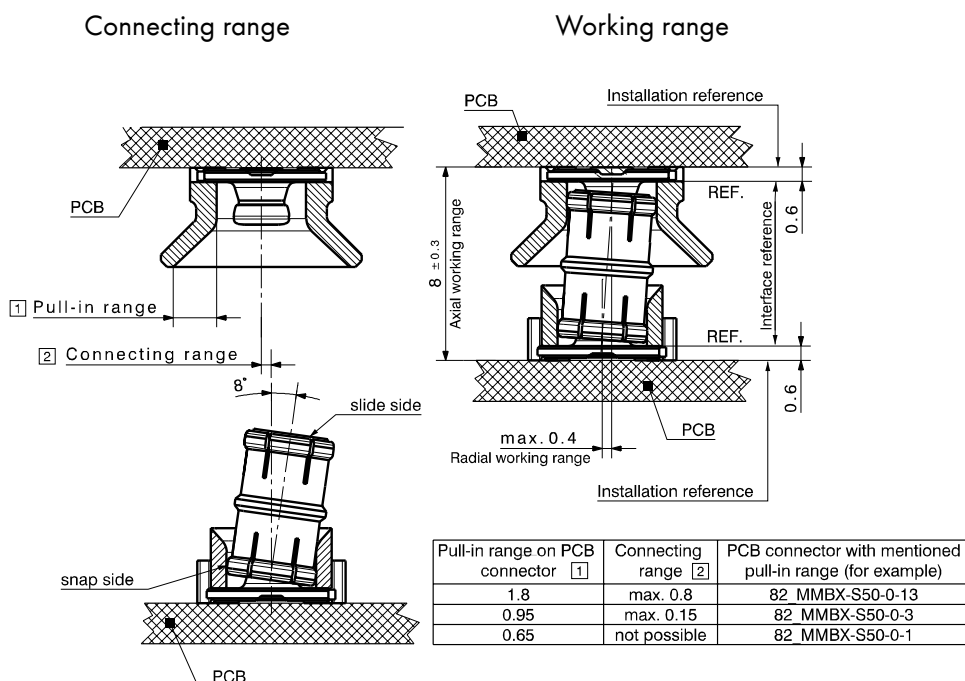 Connecting range
Working range
PCB
PCB
1 Pull-in range
2 Connecting range
8°
slide side
snap side
PCB
PCB
Installation reference
REF.
0.6
8 ± 0.3
Axial working range
Interface reference
REF.
0.6
PCB
max. 0.4
Radial working range
Installation reference
Pull-in range on PCB connector 1
Connecting range 2
PCB connector with mentioned pull-in range (for example)
1.8 max. 0.8 82_MMBX-S50-0-13
0.95 max. 0.15 82_MMBX-S50-0-3
0.65 not possible 82_MMBX-S50-0-1